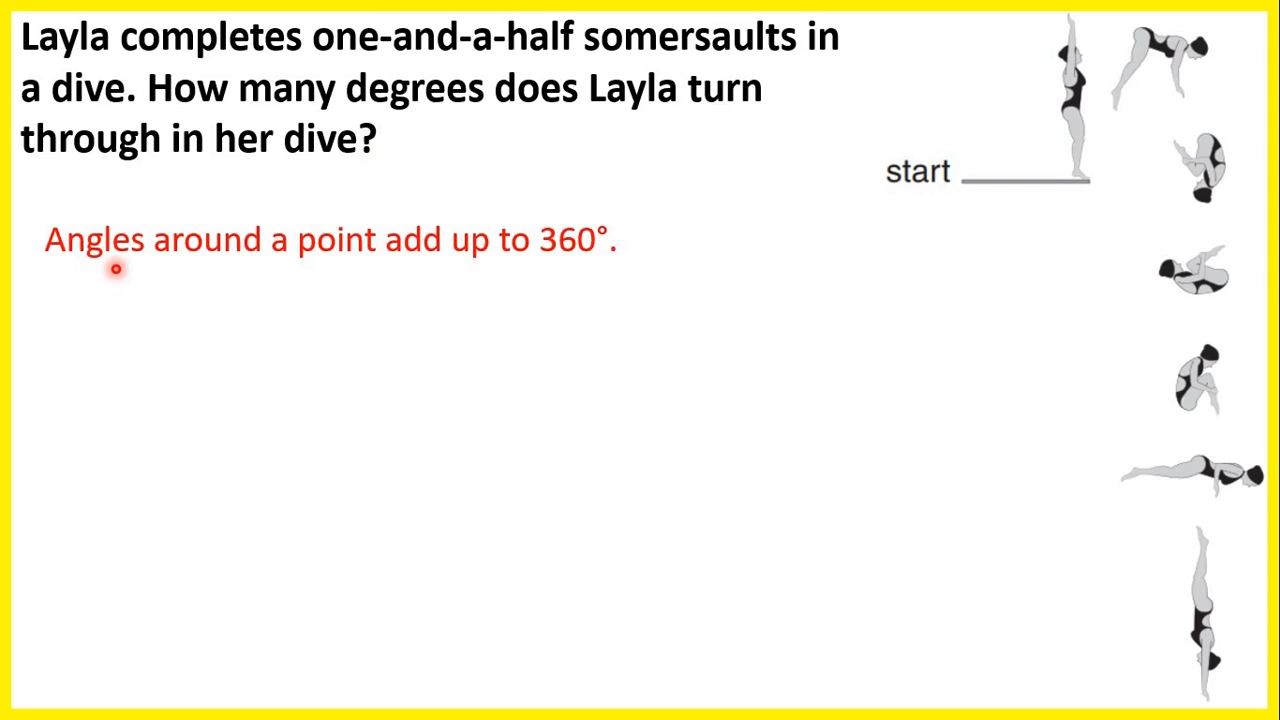 Layla completes one-and-a-half somersaults in
a dive. How many degrees does Layla turn
through in her dive?
start
Angles around a point add up to 360°.